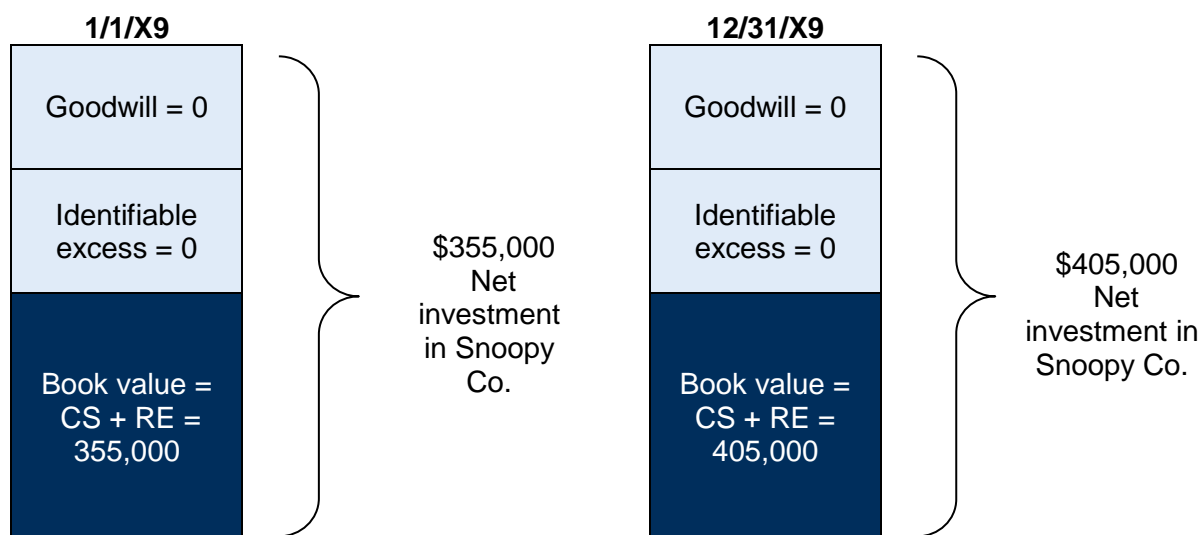 1/1/X9
Goodwill = 0
Identifiable
excess = 0
Book value =
CS + RE =
355,000
$355,000
Net
investment
in Snoopy
Co.
12/31/X9
Goodwill = 0
Identifiable
excess = 0
Book value =
CS + RE =
405,000
$405,000
Net
investment in
Snoopy Co.